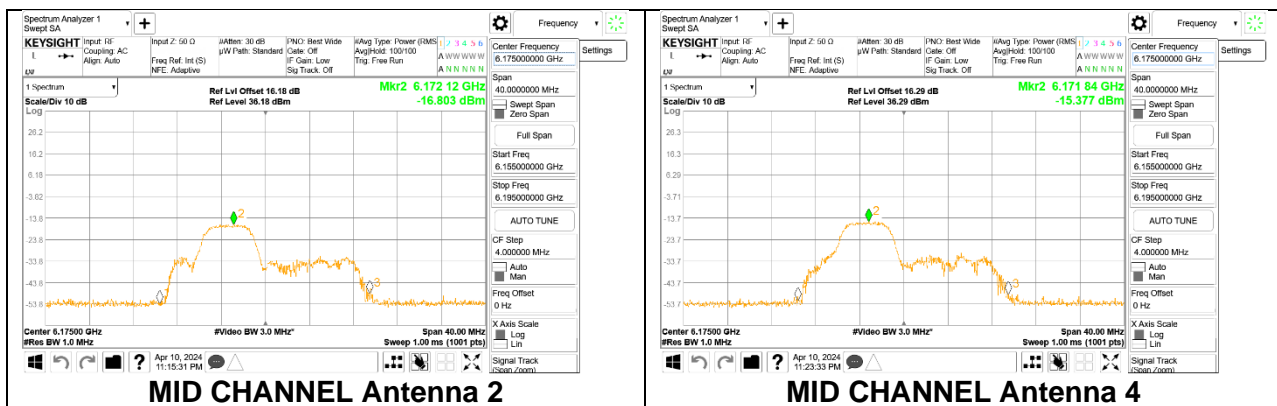 Spectrum Analyzer 1
Swept SA
Frequency
KEYSIGHT
Input: RF
Coupling: AC
Align: Auto
Input Z: 50 Ω
Freq Ref: Int (S)
NFE: Adaptive
#Atten: 30 dB
µW Path: Standard
PNO: Best Wide
Gate: Off
IF Gain: Low
Sig Track: Off
#Avg Type: Power (RMS
Avg|Hold: 100/100
Trig: Free Run
1 2 3 4 5 6
A W W W W W
A N N N N N
Center Frequency
6.175000000 GHz
Settings
Span
40.0000000 MHz
Swept Span
Zero Span
Full Span
Start Freq
6.155000000 GHz
Stop Freq
6.195000000 GHz
AUTO TUNE
CF Step
4.000000 MHz
Auto
Man
Freq Offset
0 Hz
X Axis Scale
Log
Lin
Signal Track
(Span Zoom)
1 Spectrum
Scale/Div 10 dB
Log
Ref Lvl Offset 16.18 dB
Ref Level 36.18 dBm
Mkr2 6.172 12 GHz
-16.803 dBm
26.2
16.2
6.18
-3.82
-13.8
-23.8
-33.8
-43.8
-53.8
2
3
Center 6.17500 GHz
#Res BW 1.0 MHz
#Video BW 3.0 MHz*
Span 40.00 MHz
Sweep 1.00 ms (1001 pts)
Apr 10, 2024
11:15:31 PM
MID CHANNEL Antenna 2
Spectrum Analyzer 1
Swept SA
Frequency
KEYSIGHT
Input: RF
Coupling: AC
Align: Auto
Input Z: 50 Ω
Freq Ref: Int (S)
NFE: Adaptive
#Atten: 30 dB
µW Path: Standard
PNO: Best Wide
Gate: Off
IF Gain: Low
Sig Track: Off
#Avg Type: Power (RMS
Avg|Hold: 100/100
Trig: Free Run
1 2 3 4 5 6
A W W W W W
A N N N N N
Center Frequency
6.175000000 GHz
Settings
Span
40.0000000 MHz
Swept Span
Zero Span
Full Span
Start Freq
6.155000000 GHz
Stop Freq
6.195000000 GHz
AUTO TUNE
CF Step
4.000000 MHz
Auto
Man
Freq Offset
0 Hz
X Axis Scale
Log
Lin
Signal Track
(Span Zoom)
1 Spectrum
Scale/Div 10 dB
Log
Ref Lvl Offset 16.29 dB
Ref Level 36.29 dBm
Mkr2 6.171 84 GHz
-15.377 dBm
26.3
16.3
6.29
-3.71
-13.7
-23.7
-33.7
-43.7
-53.7
2
3
Center 6.17500 GHz
#Res BW 1.0 MHz
#Video BW 3.0 MHz*
Span 40.00 MHz
Sweep 1.00 ms (1001 pts)
Apr 10, 2024
11:23:33 PM
MID CHANNEL Antenna 4